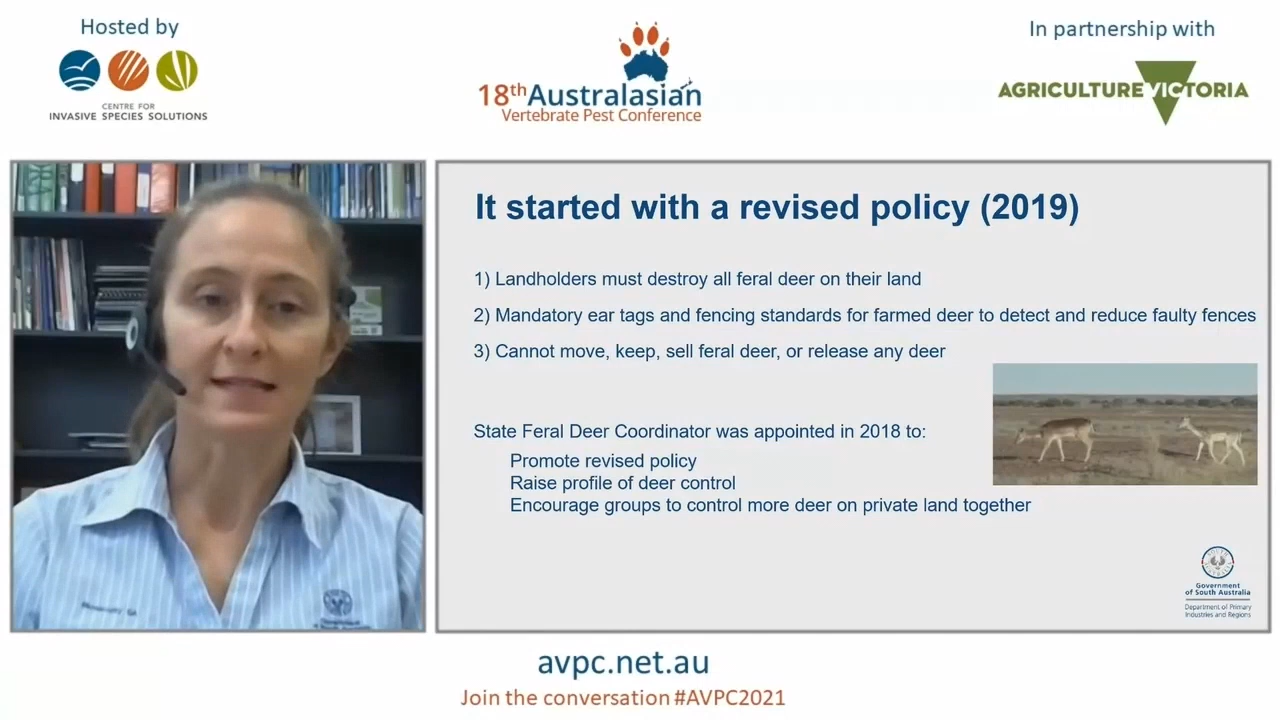 Hosted by
CENTRE FOR
INVASIVE SPECIES SOLUTIONS
18th Australasian
Vertebrate Pest Conference
In partnership with
AGRICULTURE VICTORIA
It started with a revised policy (2019)
1) Landholders must destroy all feral deer on their land
2) Mandatory ear tags and fencing standards for farmed deer to detect and reduce faulty fences
3) Cannot move, keep, sell feral deer, or release any deer
State Feral Deer Coordinator was appointed in 2018 to:
Promote revised policy
Raise profile of deer control
Encourage groups to control more deer on private land together
Government
of South Australia
Department of Primary
Industries and Regions
avpc.net.au
Join the conversation #AVPC2021